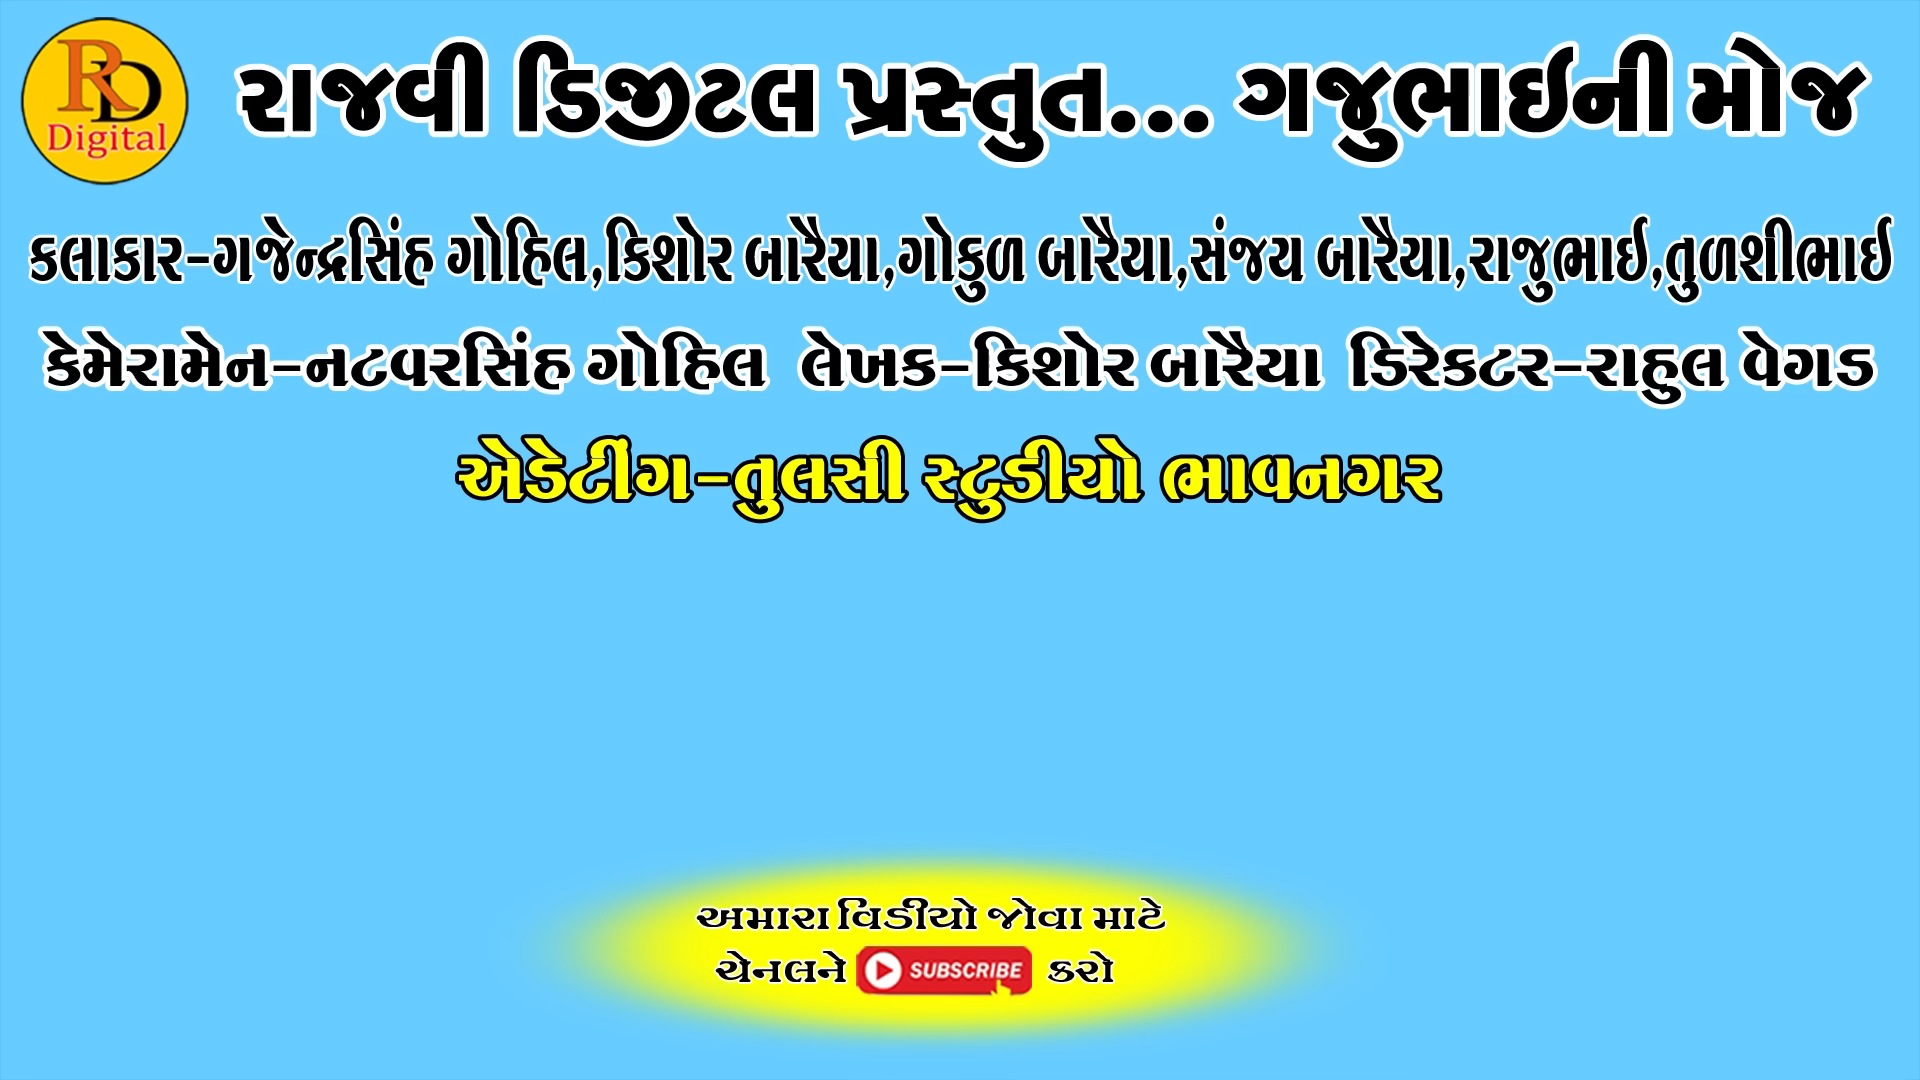 RD
Digital
રાજવી ડિજીટલ પ્રસ્તુત... ગજુભાઇની મોજ
કલાકાર-ગજેન્દ્રસિંહ ગોહિલ,કિશોર બારૈયા,ગોકુળ બારૈયા,સંજય બારૈયા,રાજુભાઈ,તુળશીભાઈ
કેમેરામેન-નટવરસિંહ ગોહિલ લેખક-કિશોર બારૈયા ડિરેકટર-રાહુલ વેગડ
એડેટીંગ-તુલસી સ્ટુડીયો ભાવનગર
અમારા વિડીયો જોવા માટે
ચેનલને SUBSCRIBE કરો